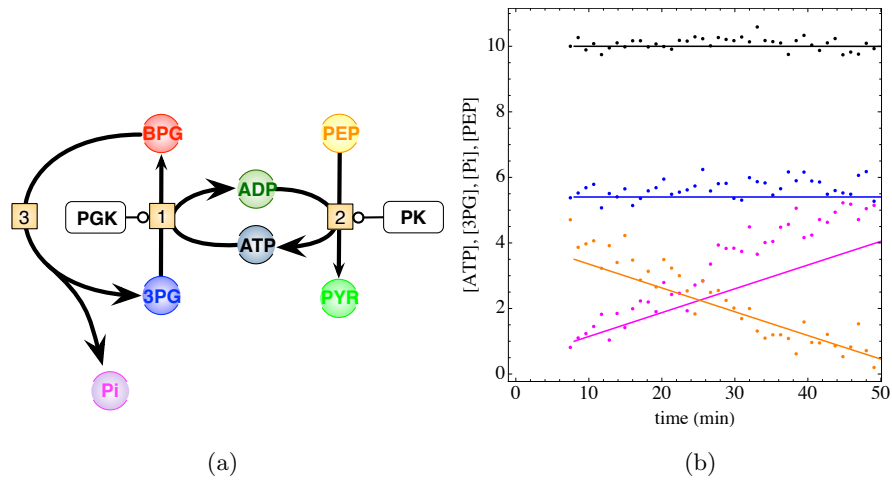 BPG
PEP
ADP
3
PGK
1
2
PK
ATP
3PG
PYR
Pi
(a)
[ATP], [3PG], [Pi], [PEP]
10
8
6
4
2
0
0
10
20
30
40
50
time (min)
(b)